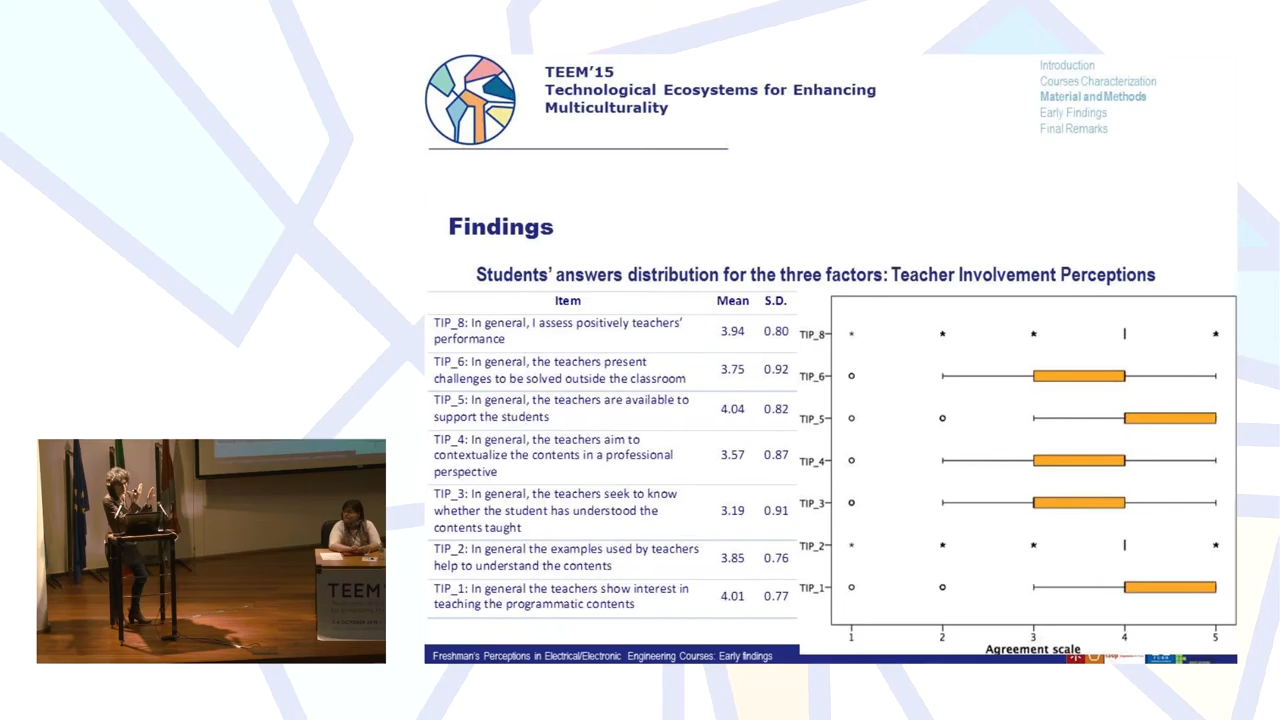 TEEM'15
Technological Ecosystems for Enhancing
Multiculturality
Introduction
Courses Characterization
Material and Methods
Early Findings
Final Remarks
Findings
Students' answers distribution for the three factors: Teacher Involvement Perceptions
Item Mean S.D.
TIP_8: In general, I assess positively teachers'
performance 3.94 0.80
TIP_6: In general, the teachers present
challenges to be solved outside the classroom 3.75 0.92
TIP_5: In general, the teachers are available to
support the students 4.04 0.82
TIP_4: In general, the teachers aim to
contextualize the contents in a professional 3.57 0.87
perspective
TIP_3: In general, the teachers seek to know
whether the student has understood the 3.19 0.91
contents taught
TIP_2: In general the examples used by teachers
help to understand the contents 3.85 0.76
TIP_1: In general the teachers show interest in
teaching the programmatic contents 4.01 0.77
TIP_8
TIP_6
TIP_5
TIP_4
TIP_3
TIP_2
TIP_1
1 2 3 4 5
Agreement scale
Freshman's Perceptions in Electrical/Electronic Engineering Courses: Early findings
TEEM'